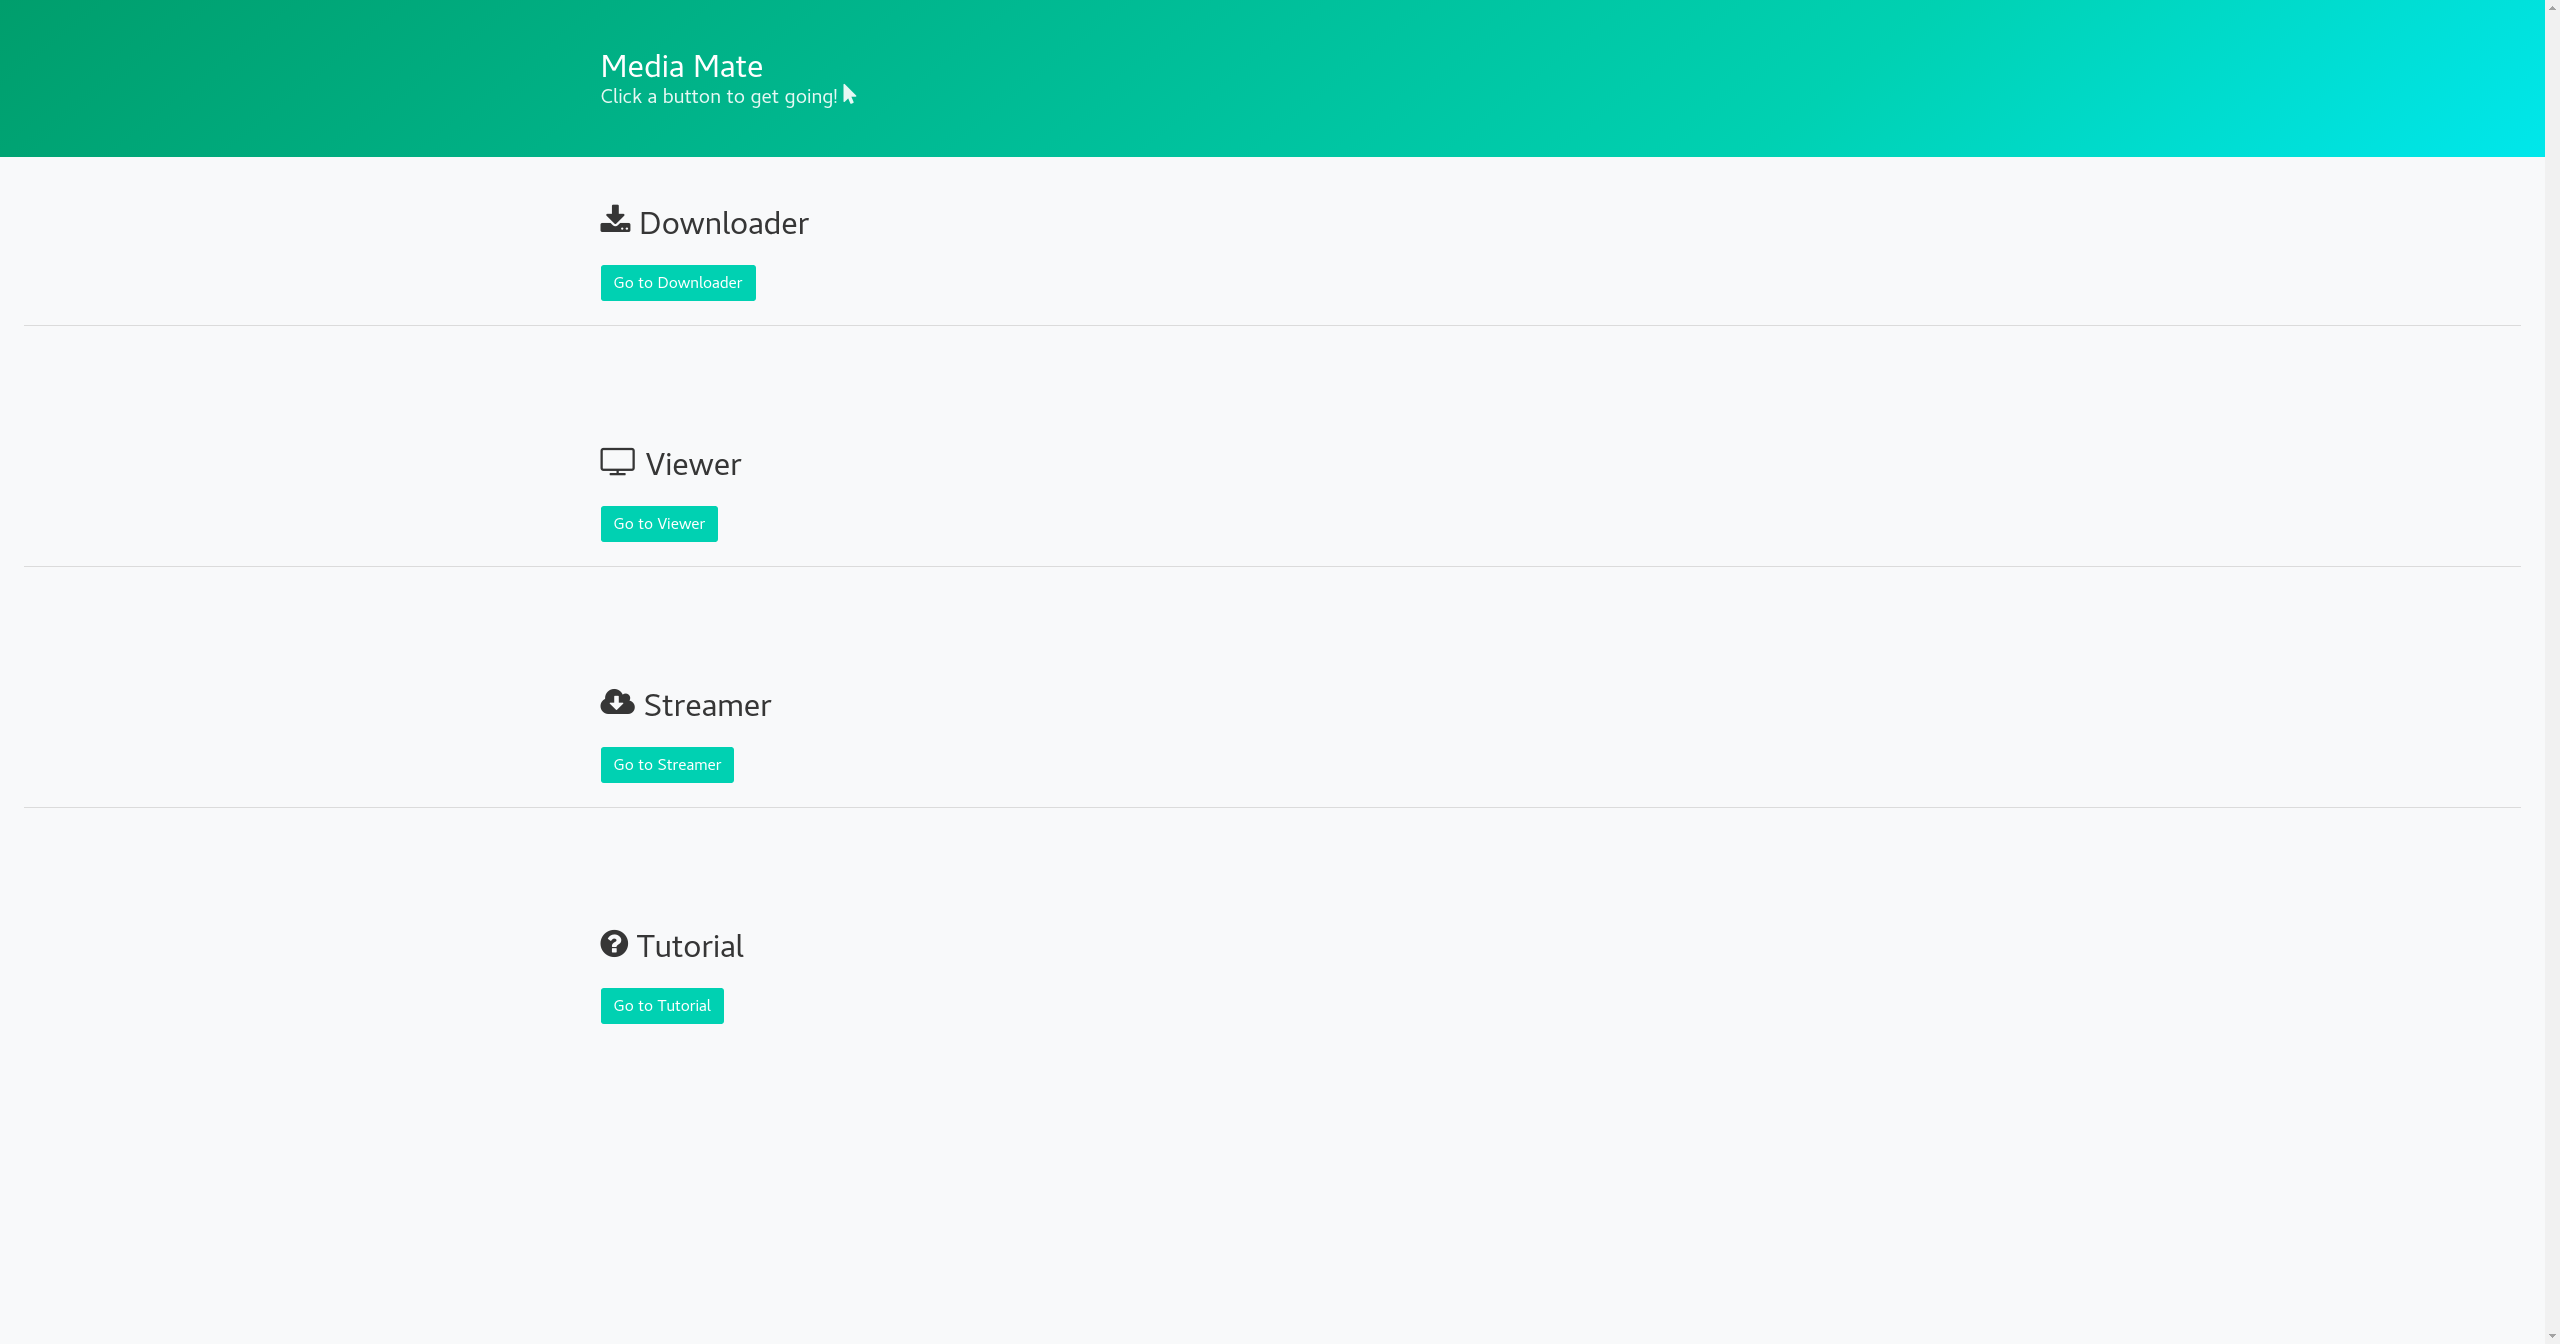 Media Mate
Click a button to get going!
Downloader
Go to Downloader
Viewer
Go to Viewer
Streamer
Go to Streamer
Tutorial
Go to Tutorial